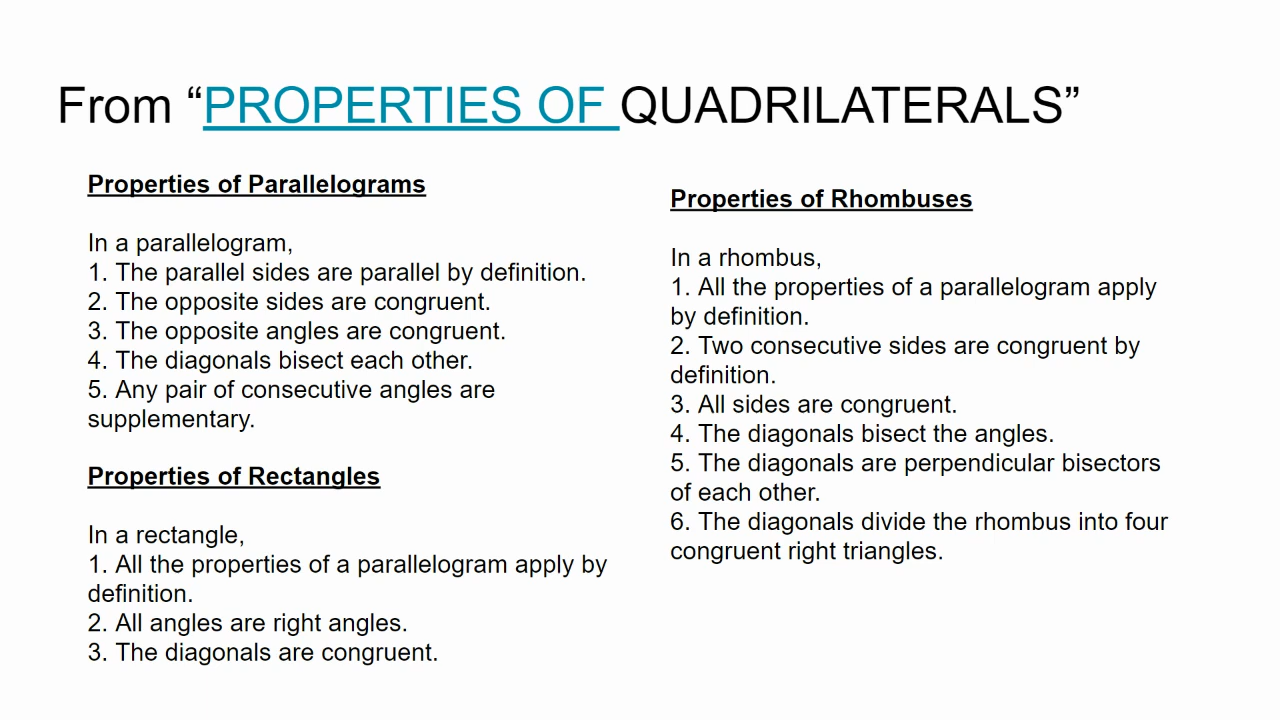 From “PROPERTIES OF QUADRILATERALS”
Properties of Parallelograms
In a parallelogram,
1. The parallel sides are parallel by definition.
2. The opposite sides are congruent.
3. The opposite angles are congruent.
4. The diagonals bisect each other.
5. Any pair of consecutive angles are
supplementary.
Properties of Rectangles
In a rectangle,
1. All the properties of a parallelogram apply by
definition.
2. All angles are right angles.
3. The diagonals are congruent.
Properties of Rhombuses
In a rhombus,
1. All the properties of a parallelogram apply
by definition.
2. Two consecutive sides are congruent by
definition.
3. All sides are congruent.
4. The diagonals bisect the angles.
5. The diagonals are perpendicular bisectors
of each other.
6. The diagonals divide the rhombus into four
congruent right triangles.